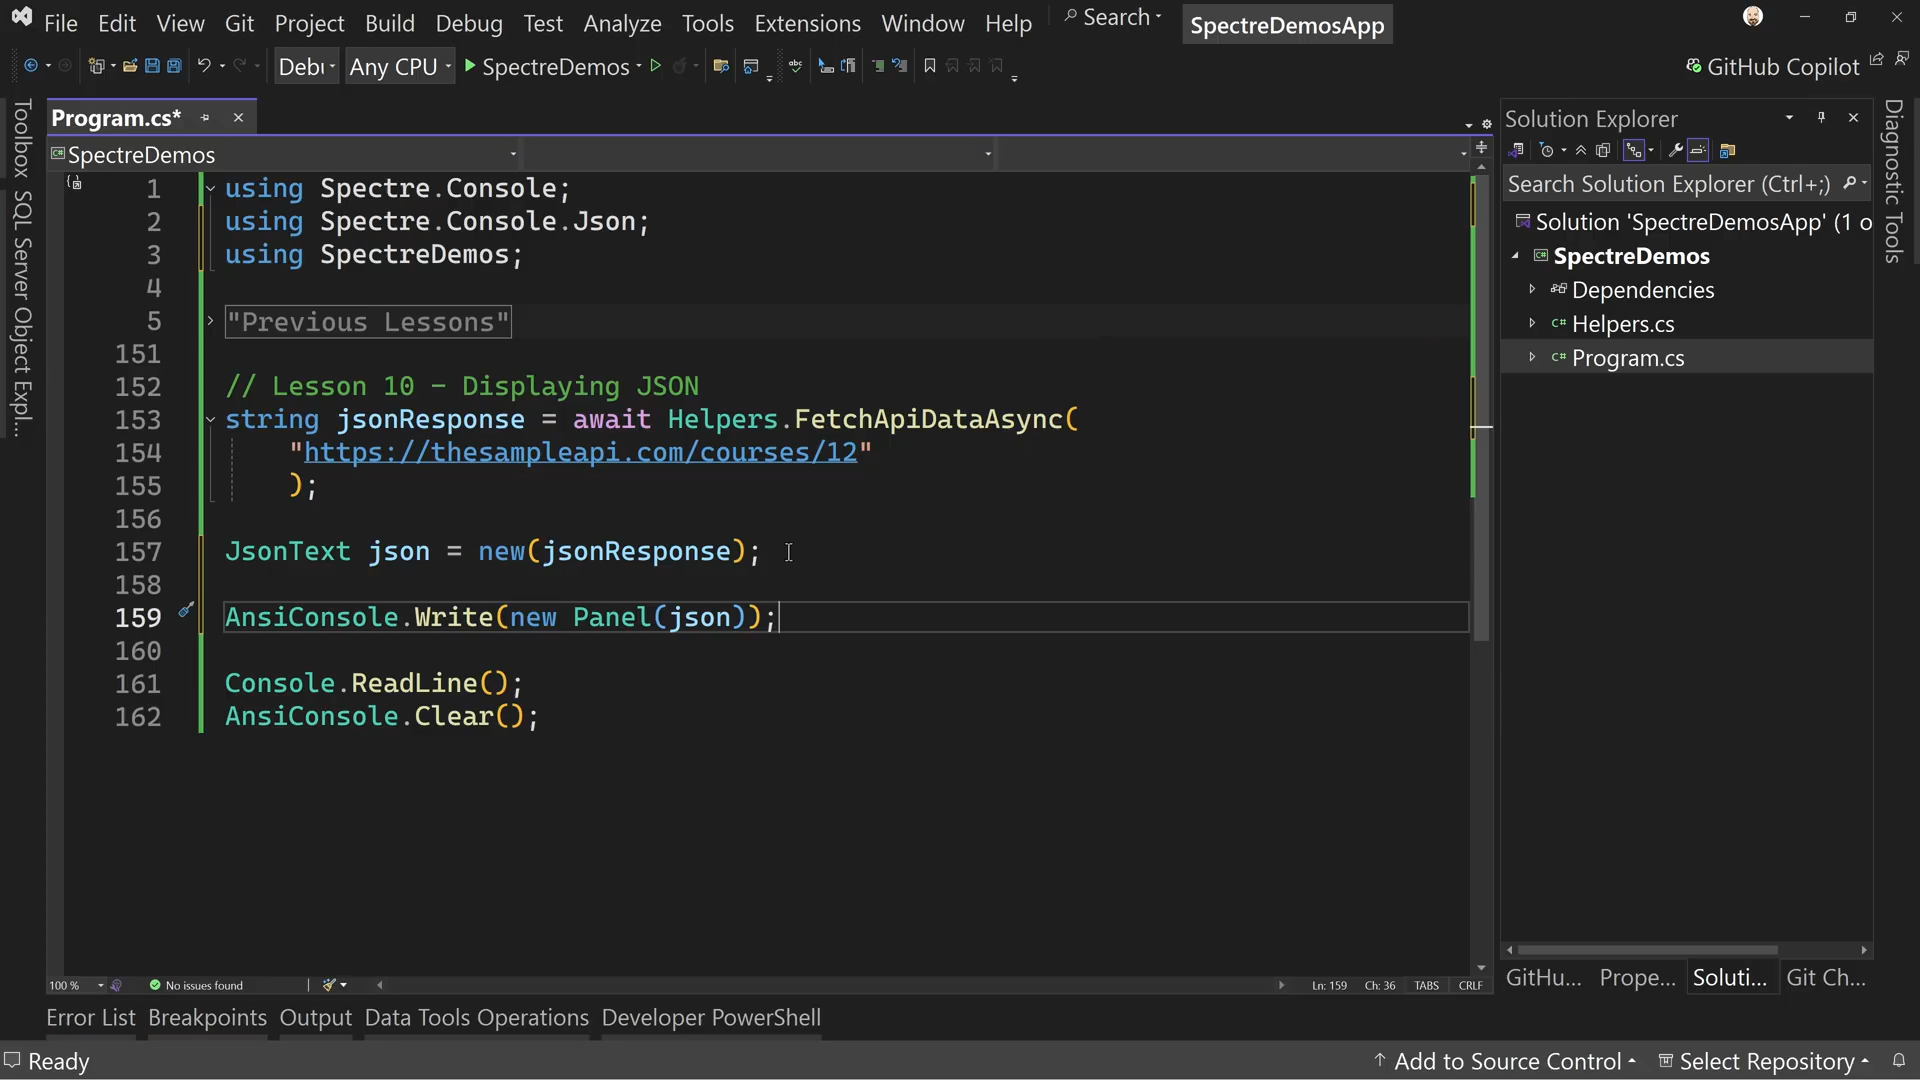 File Edit View Git Project Build Debug Test Analyze Tools Extensions Window Help Search SpectreDemosApp
Debu Any CPU SpectreDemos GitHub Copilot
Toolbox
SQL Server Object Expl...
Program.cs*
SpectreDemos
1 using Spectre.Console;
2 using Spectre.Console.Json;
3 using SpectreDemos;
4
5 "Previous Lessons"
151
152 // Lesson 10 - Displaying JSON
153 string jsonResponse = await Helpers.FetchApiDataAsync(
154 "https://thesampleapi.com/courses/12"
155 );
156
157 JsonText json = new(jsonResponse);
158
159 AnsiConsole.Write(new Panel(json));
160
161 Console.ReadLine();
162 AnsiConsole.Clear();
100 % No issues found Ln: 159 Ch: 36 TABS CRLF
Solution Explorer
Search Solution Explorer (Ctrl+;)
Solution 'SpectreDemosApp' (1 o
SpectreDemos
Dependencies
C# Helpers.cs
C# Program.cs
GitHu... Prope... Soluti... Git Ch...
Diagnostic Tools
Error List Breakpoints Output Data Tools Operations Developer PowerShell
Ready Add to Source Control Select Repository